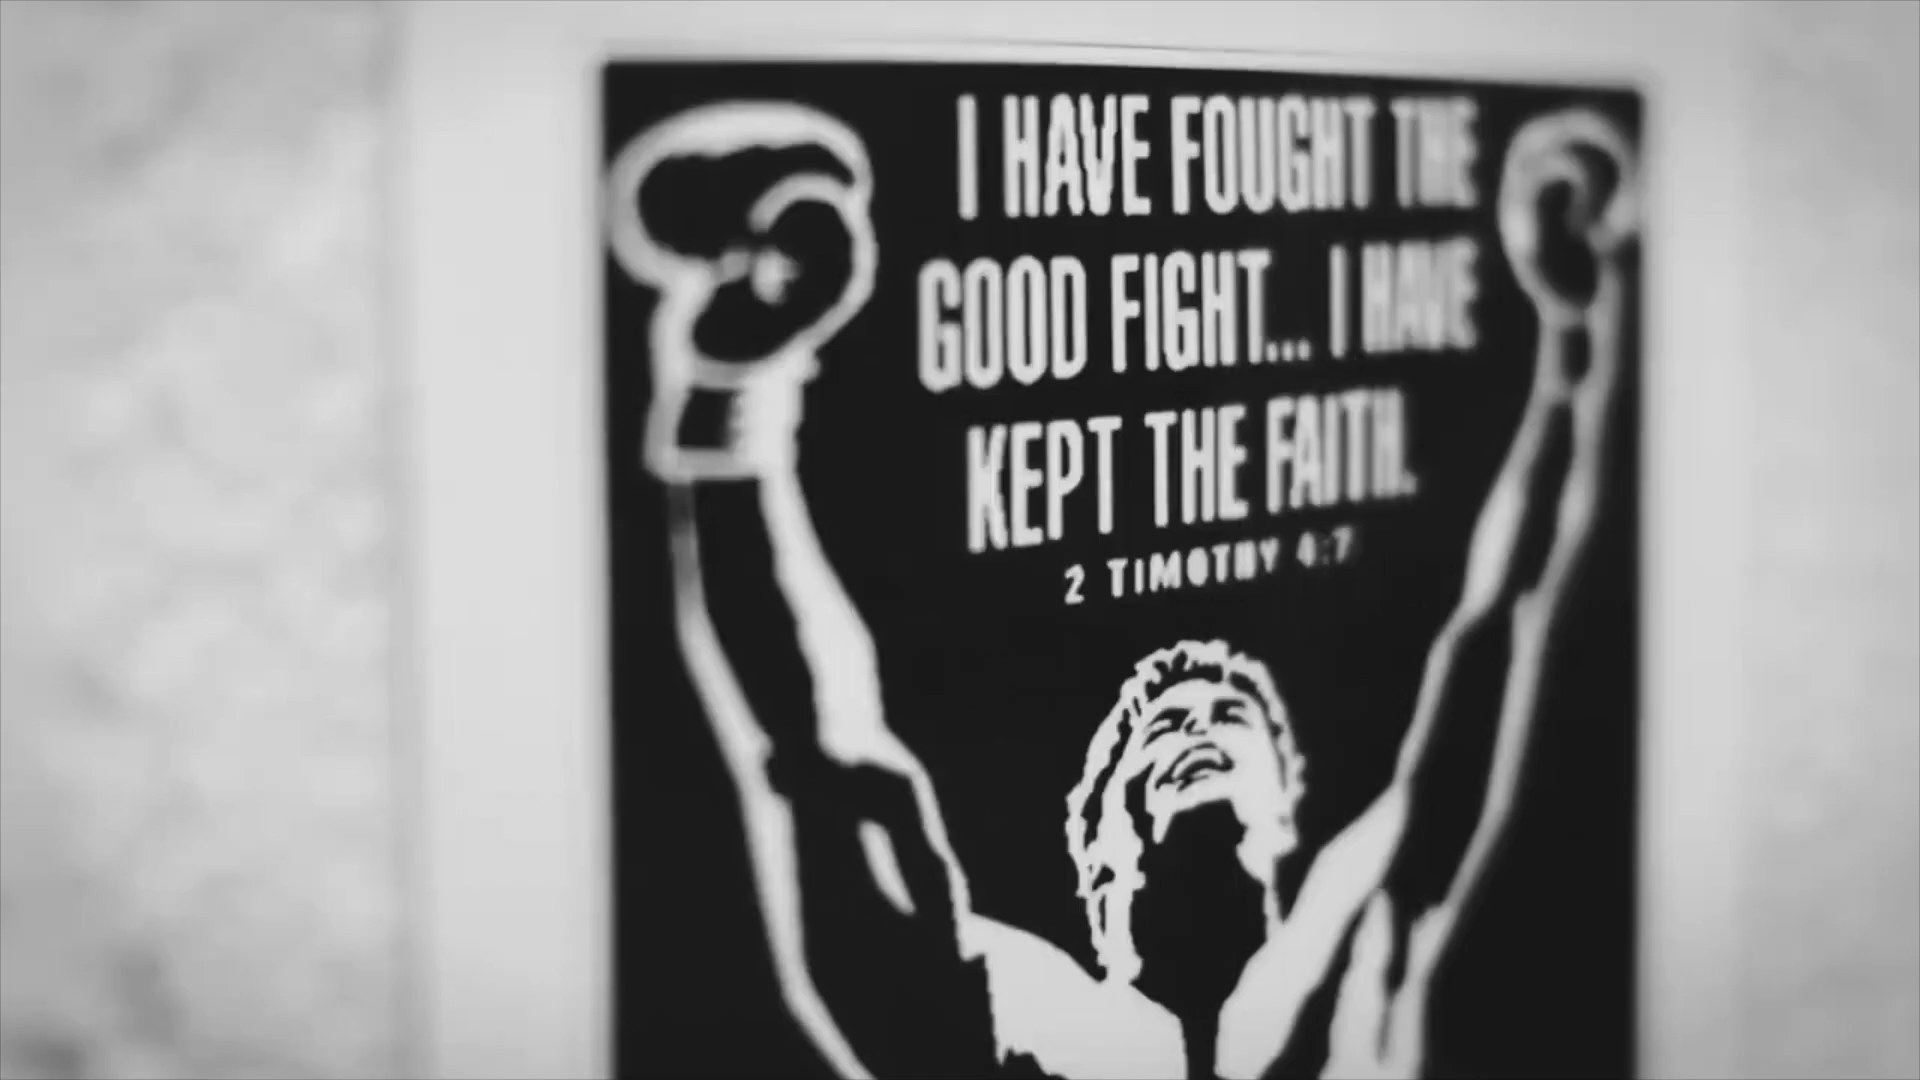 I HAVE FOUGHT THE
GOOD FIGHT... I HAVE
KEPT THE FAITH.
2 TIMOTHY 4:7